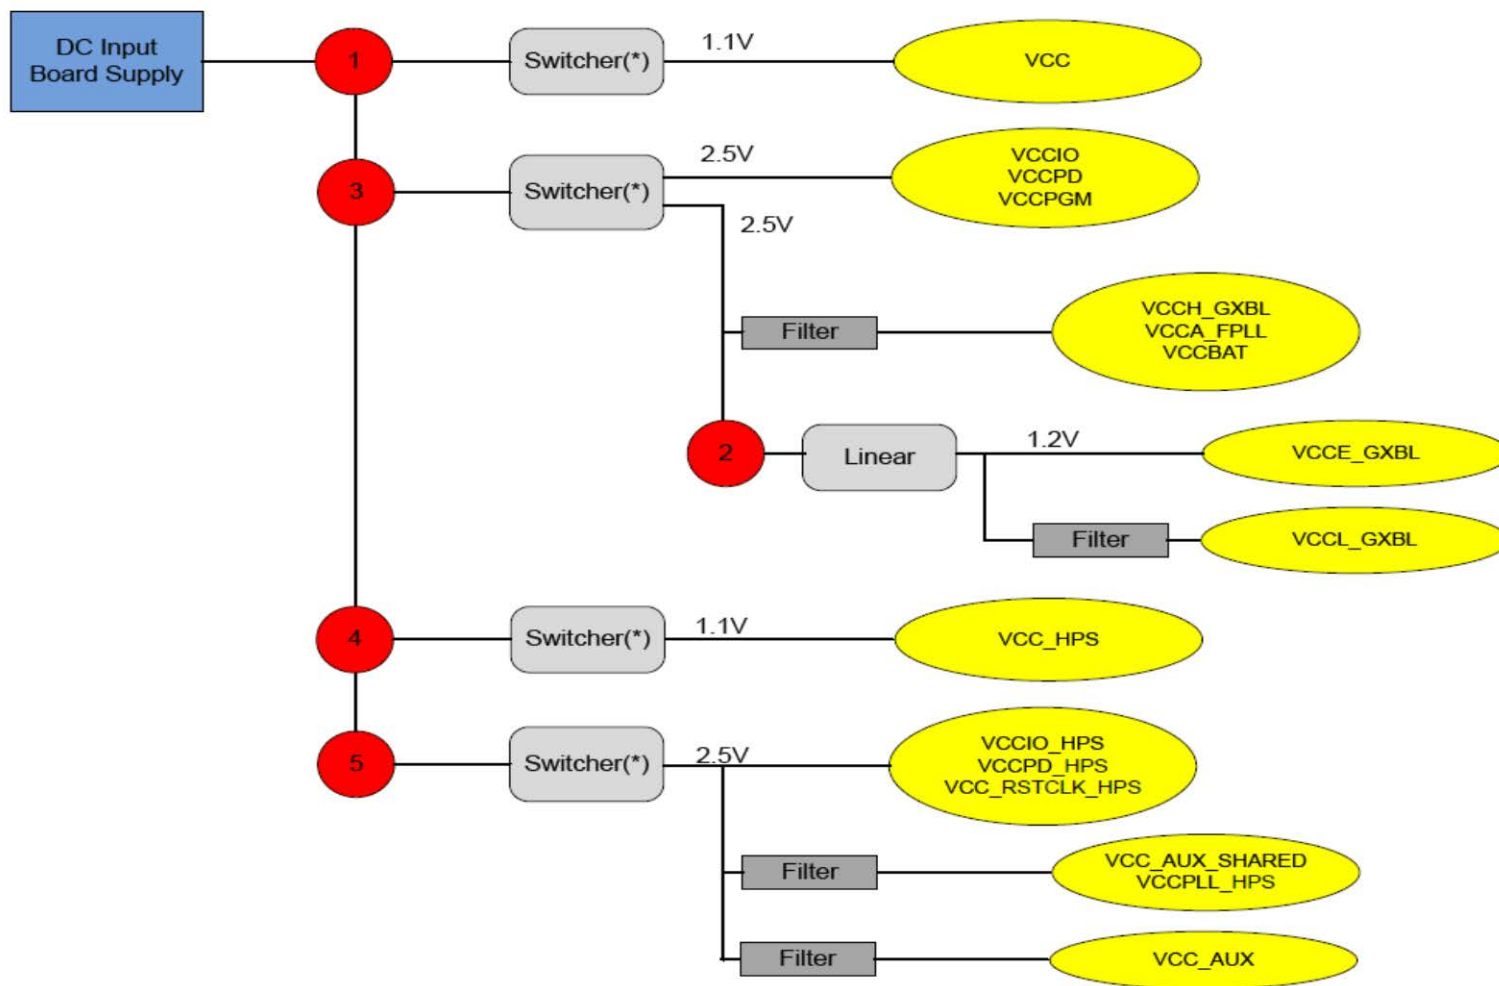 DC Input
Board Supply
1
Switcher(*)
1.1V
VCC
3
Switcher(*)
2.5V
VCCIO
VCCPD
VCCPGM
2.5V
Filter
VCCH_GXBL
VCCA_FPLL
VCCBAT
2
Linear
1.2V
VCCE_GXBL
Filter
VCCL_GXBL
4
Switcher(*)
1.1V
VCC_HPS
5
Switcher(*)
2.5V
VCCIO_HPS
VCCPD_HPS
VCC_RSTCLK_HPS
Filter
VCC_AUX_SHARED
VCCPLL_HPS
Filter
VCC_AUX